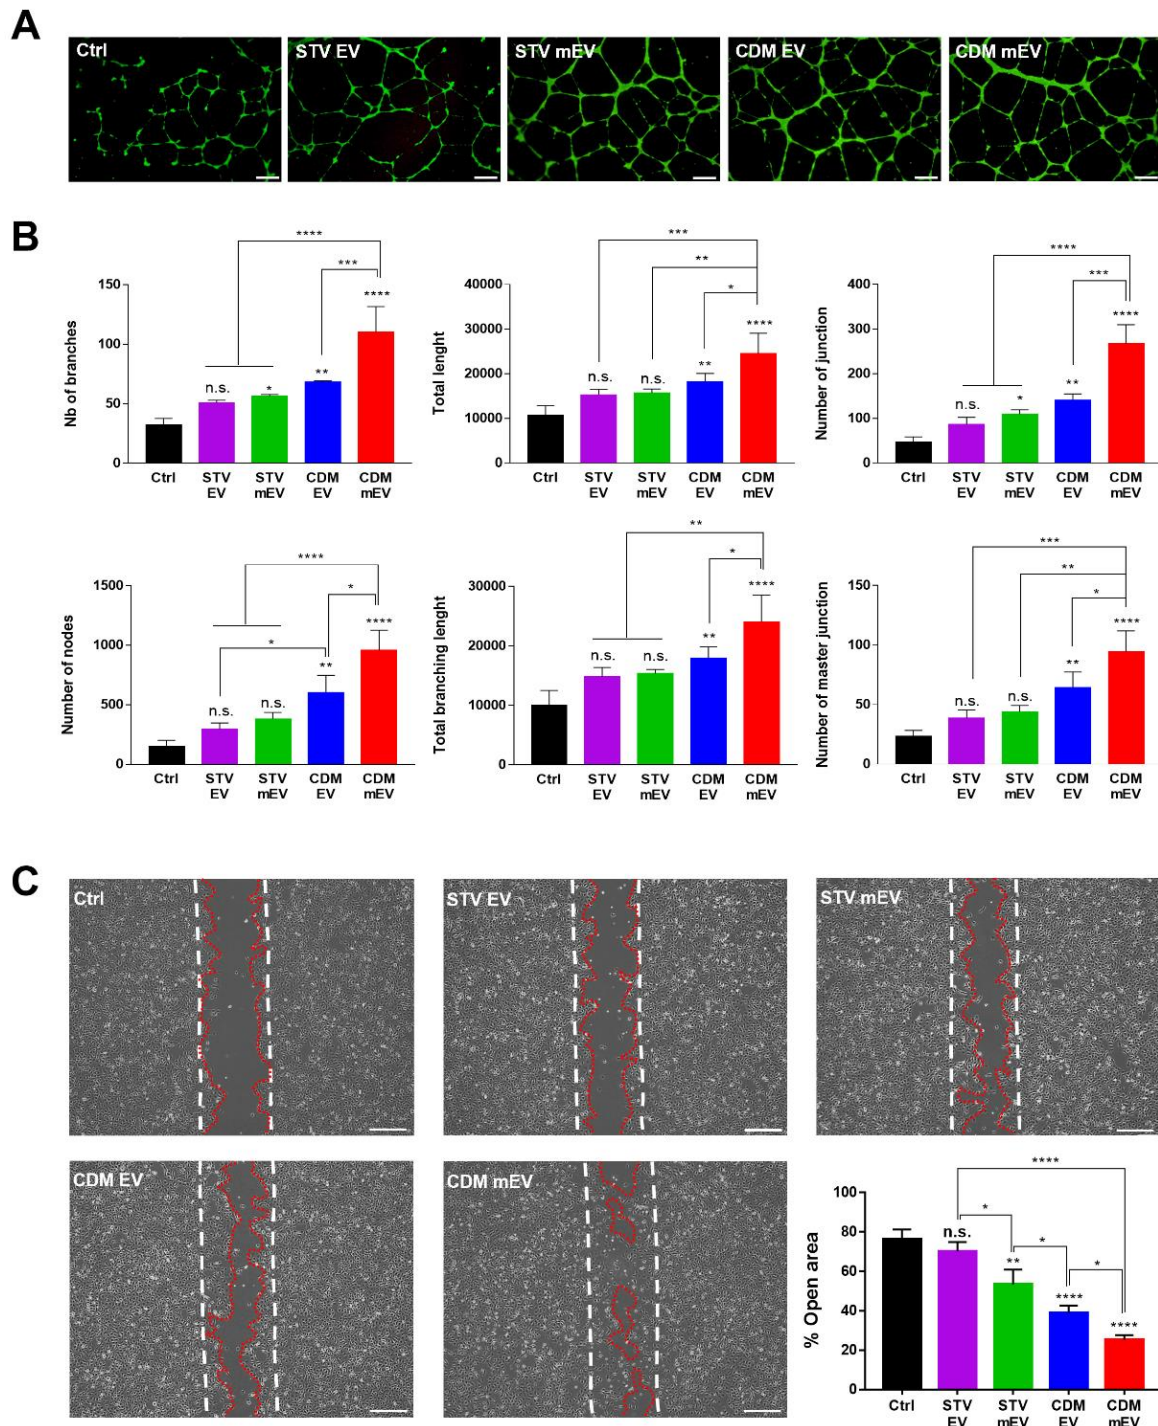 A
Ctrl
STV EV
STV mEV
CDM EV
CDM mEV
B
Nb of branches
150
100
50
0
****
***
n.s.
*
**
****
Ctrl
STV EV
STV mEV
CDM EV
CDM mEV
Total lenght
40000
30000
20000
10000
0
***
**
*
n.s.
n.s.
**
****
Ctrl
STV EV
STV mEV
CDM EV
CDM mEV
Number of junction
400
300
200
100
0
****
***
n.s.
*
**
****
Ctrl
STV EV
STV mEV
CDM EV
CDM mEV
Number of nodes
1500
1000
500
0
****
*
*
n.s.
n.s.
**
****
Ctrl
STV EV
STV mEV
CDM EV
CDM mEV
Total branching lenght
30000
20000
10000
0
**
*
n.s.
n.s.
**
****
Ctrl
STV EV
STV mEV
CDM EV
CDM mEV
Number of master junction
150
100
50
0
***
**
*
n.s.
n.s.
**
****
Ctrl
STV EV
STV mEV
CDM EV
CDM mEV
C
Ctrl
STV EV
STV mEV
CDM EV
CDM mEV
% Open area
100
80
60
40
20
0
****
*
*
*
n.s.
**
****
****
Ctrl
STV EV
STV mEV
CDM EV
CDM mEV